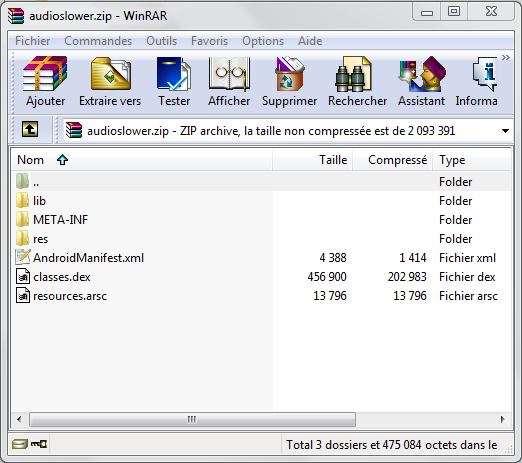 audioslower.zip - WinRAR
Fichier Commandes Outils Favoris Options Aide
Ajouter Extraire vers Tester Afficher Supprimer Rechercher Assistant Informa
audioslower.zip - ZIP archive, la taille non compressée est de 2 093 391
Nom Taille Compressé Type
.. Folder
lib Folder
META-INF Folder
res Folder
AndroidManifest.xml 4 388 1 414 Fichier xml
classes.dex 456 900 202 983 Fichier dex
resources.arsc 13 796 13 796 Fichier arsc
Total 3 dossiers et 475 084 octets dans le